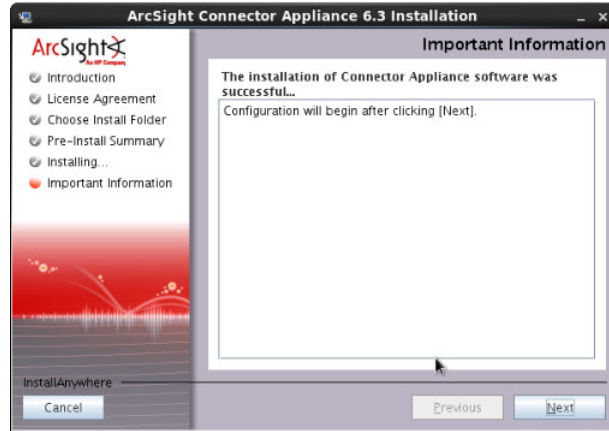 ArcSight Connector Appliance 6.3 Installation
ArcSight
An HP Company
Important Information
Introduction
License Agreement
Choose Install Folder
Pre-Install Summary
Installing...
Important Information
The installation of Connector Appliance software was
successful...
Configuration will begin after clicking [Next].
InstallAnywhere
Cancel
Previous
Next